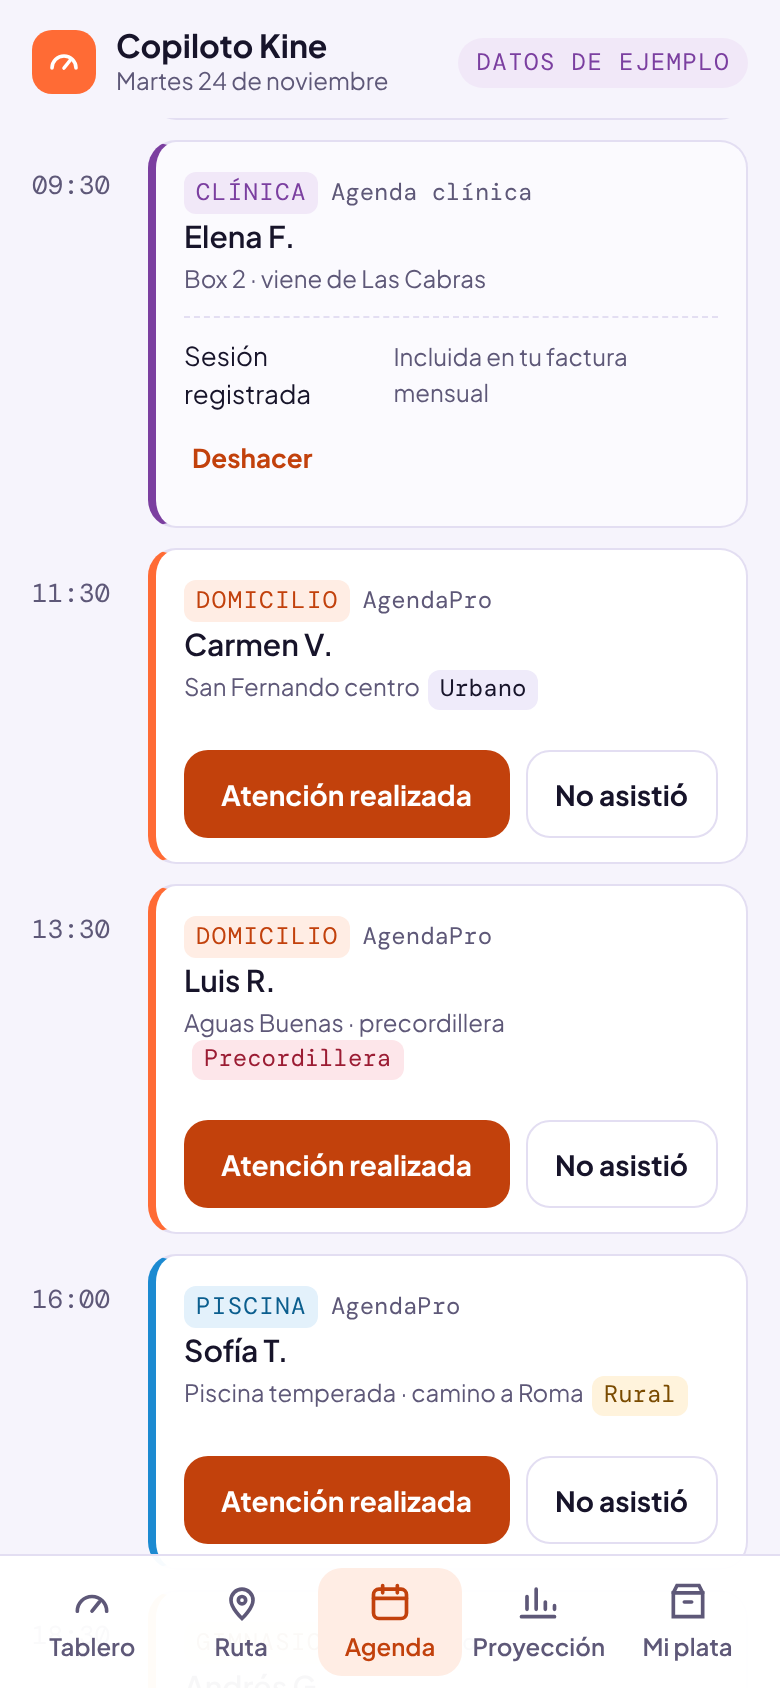 Copiloto Kine
Martes 24 de noviembre
DATOS DE EJEMPLO
09:30
CLÍNICA Agenda clínica
Elena F.
Box 2 · viene de Las Cabras
Sesión registrada
Incluida en tu factura mensual
Deshacer
11:30
DOMICILIO AgendaPro
Carmen V.
San Fernando centro Urbano
Atención realizada No asistió
13:30
DOMICILIO AgendaPro
Luis R.
Aguas Buenas · precordillera
Precordillera
Atención realizada No asistió
16:00
PISCINA AgendaPro
Sofía T.
Piscina temperada · camino a Roma Rural
Atención realizada No asistió
Tablero Ruta Agenda Proyección Mi plata